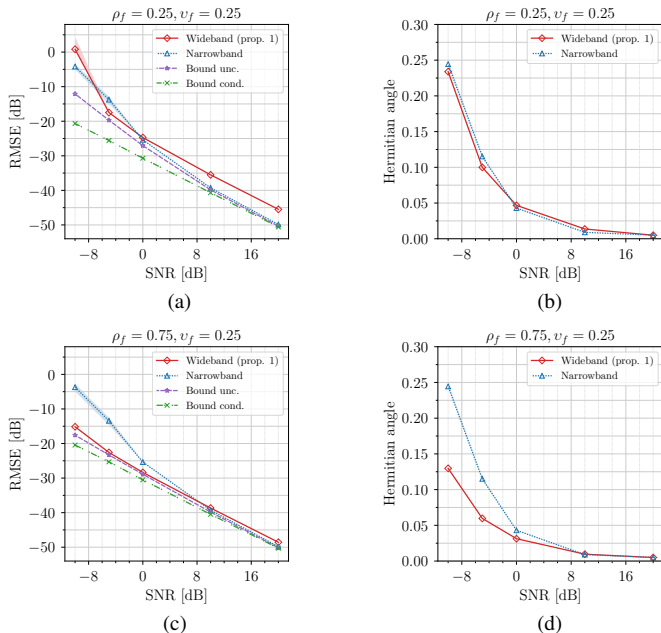 ρ_f = 0.25, υ_f = 0.25
RMSE [dB]
0
−10
−20
−30
−40
−50
−8
0
8
16
SNR [dB]
Wideband (prop. 1)
Narrowband
Bound unc.
Bound cond.
(a)
ρ_f = 0.25, υ_f = 0.25
Hermitian angle
0.30
0.25
0.20
0.15
0.10
0.05
0.00
−8
0
8
16
SNR [dB]
Wideband (prop. 1)
Narrowband
(b)
ρ_f = 0.75, υ_f = 0.25
RMSE [dB]
0
−10
−20
−30
−40
−50
−8
0
8
16
SNR [dB]
Wideband (prop. 1)
Narrowband
Bound unc.
Bound cond.
(c)
ρ_f = 0.75, υ_f = 0.25
Hermitian angle
0.30
0.25
0.20
0.15
0.10
0.05
0.00
−8
0
8
16
SNR [dB]
Wideband (prop. 1)
Narrowband
(d)